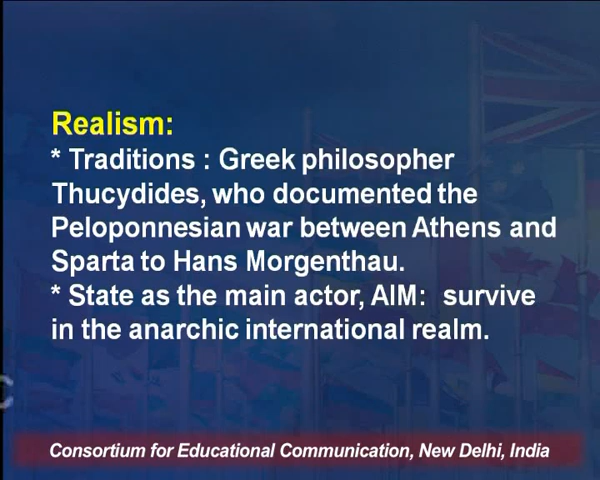 Realism:
* Traditions : Greek philosopher
Thucydides, who documented the
Peloponnesian war between Athens and
Sparta to Hans Morgenthau.
* State as the main actor, AIM: survive
in the anarchic international realm.
C
Consortium for Educational Communication, New Delhi, India